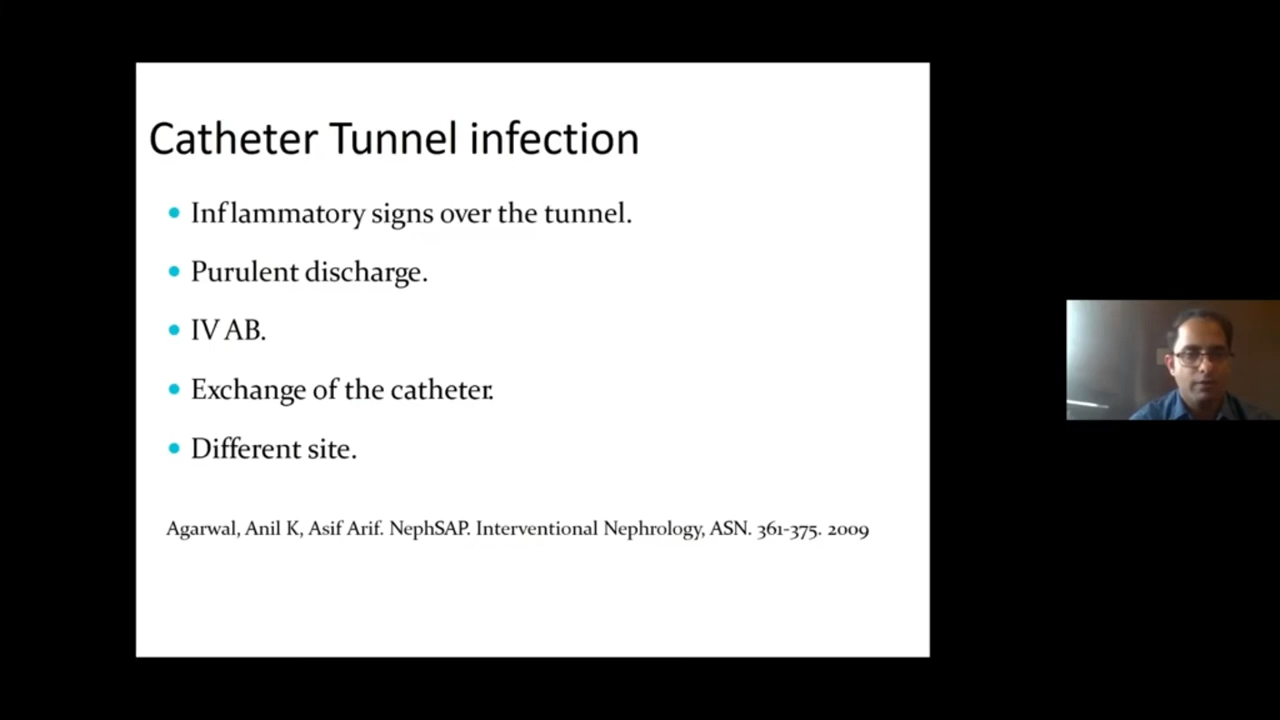 Catheter Tunnel infection
Inflammatory signs over the tunnel.
Purulent discharge.
IV AB.
Exchange of the catheter.
Different site.
Agarwal, Anil K, Asif Arif. NephSAP. Interventional Nephrology, ASN. 361-375. 2009